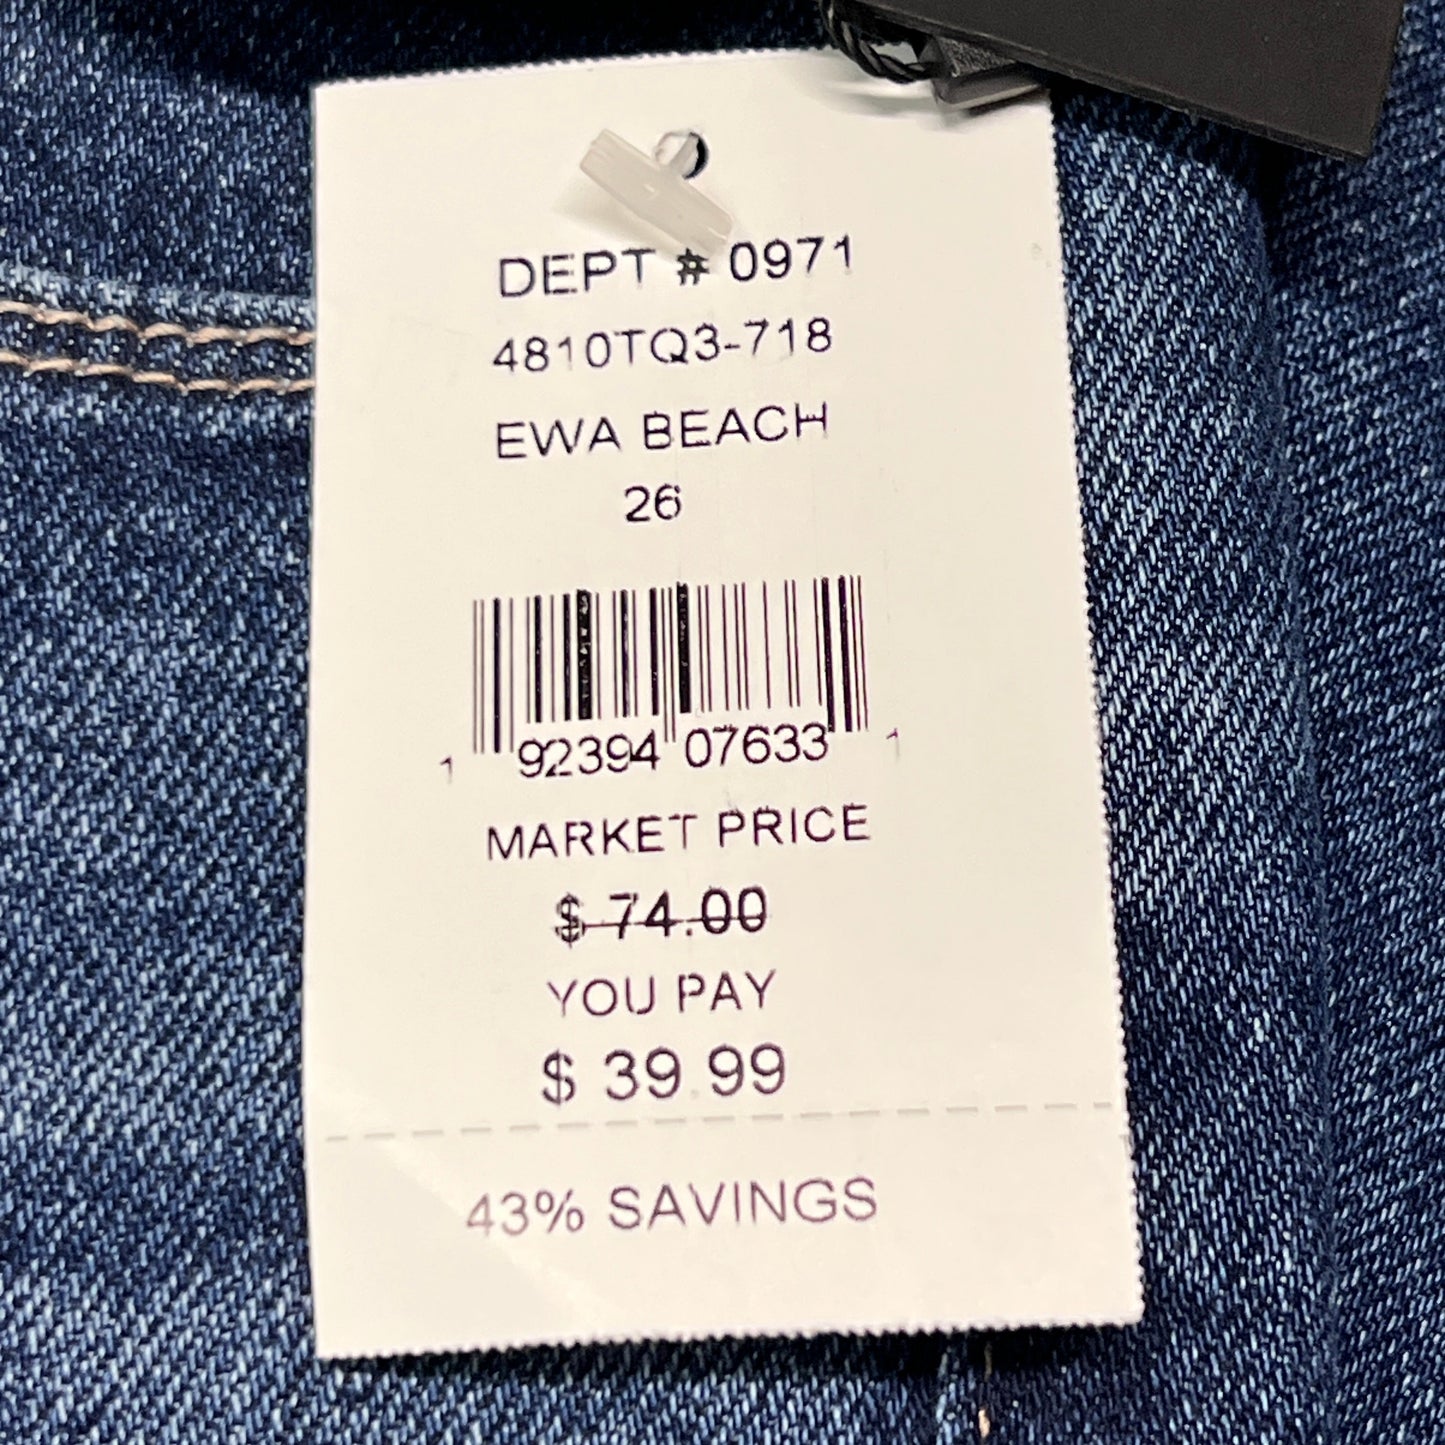 DEPT # 0971
4810TQ3-718
EWA BEACH
26
1 92394 07633 1
MARKET PRICE
$ 74.00
YOU PAY
$ 39.99
43% SAVINGS